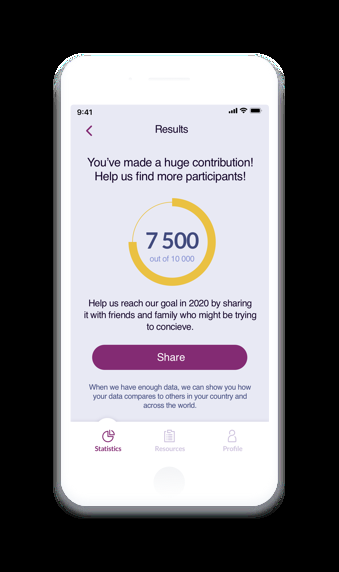 9:41
Results
You've made a huge contribution!
Help us find more participants!
7 500
out of 10 000
Help us reach our goal in 2020 by sharing
it with friends and family who might be trying
to concieve.
Share
When we have enough data, we can show you how
your data compares to others in your country and
across the world.
Statistics
Resources
Profile